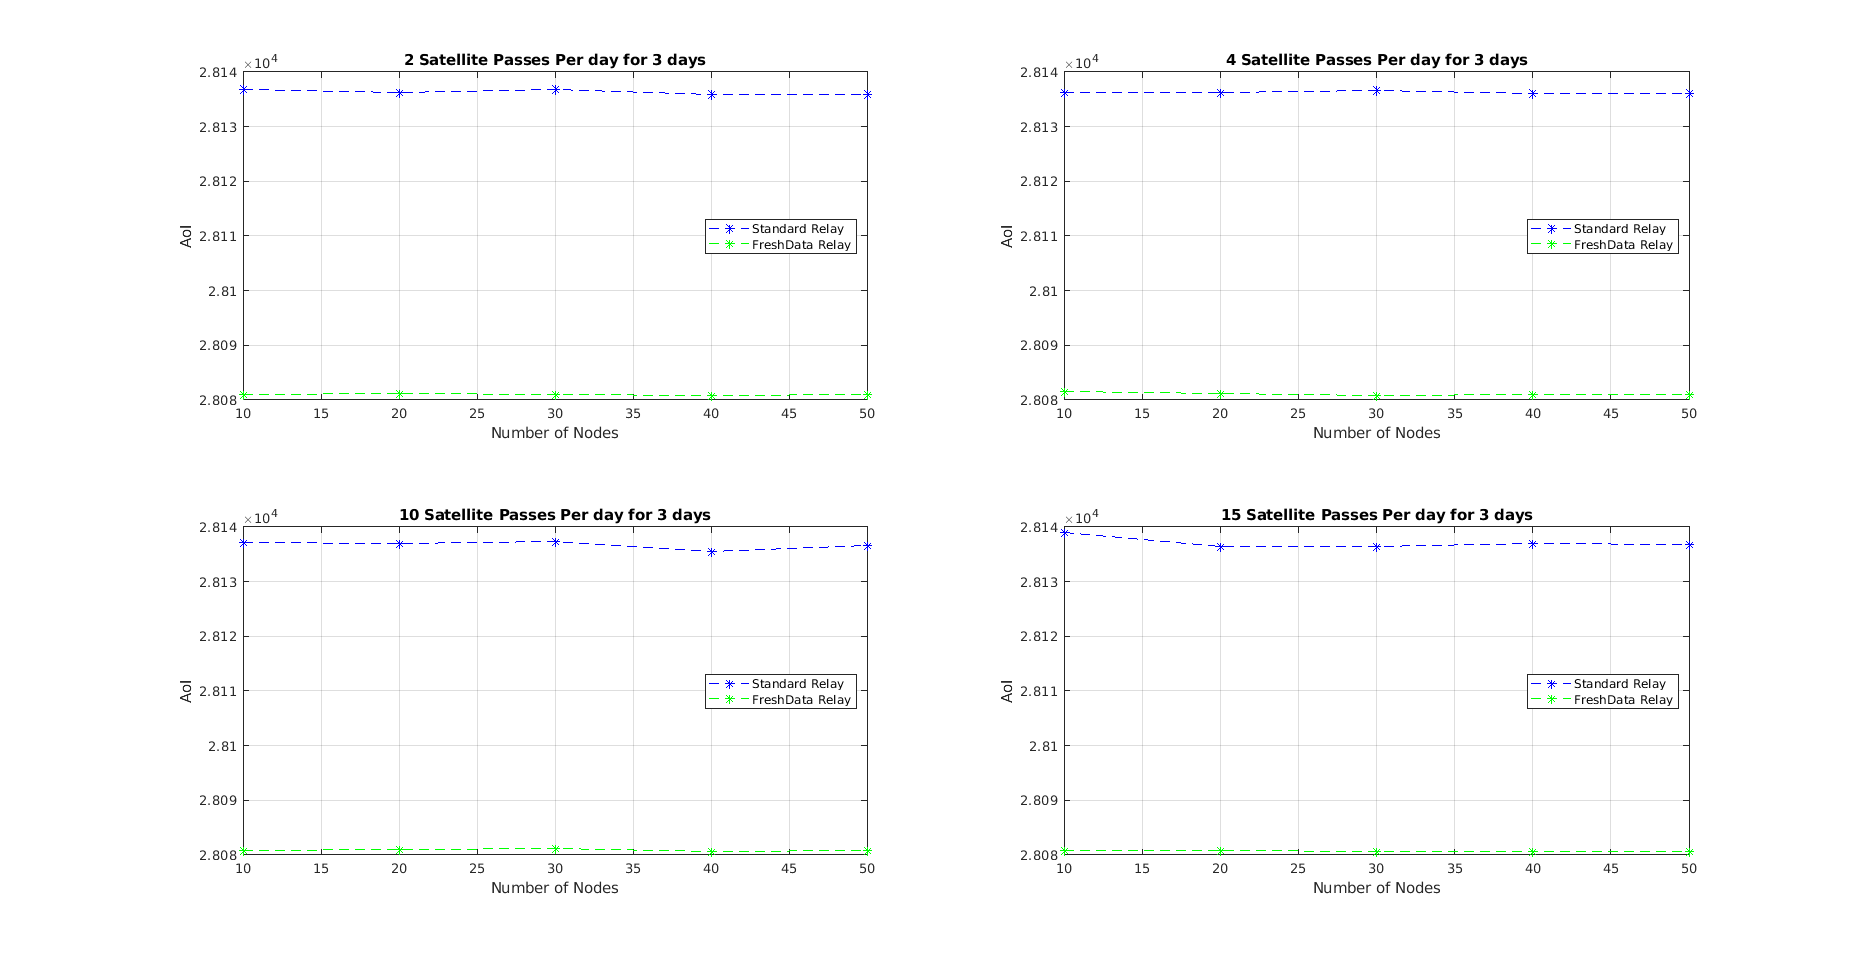 2 Satellite Passes Per day for 3 days
×10⁴
2.814
2.813
2.812
2.811
2.81
2.809
2.808
AoI
Standard Relay
FreshData Relay
10 15 20 25 30 35 40 45 50
Number of Nodes
4 Satellite Passes Per day for 3 days
×10⁴
2.814
2.813
2.812
2.811
2.81
2.809
2.808
AoI
Standard Relay
FreshData Relay
10 15 20 25 30 35 40 45 50
Number of Nodes
10 Satellite Passes Per day for 3 days
×10⁴
2.814
2.813
2.812
2.811
2.81
2.809
2.808
AoI
Standard Relay
FreshData Relay
10 15 20 25 30 35 40 45 50
Number of Nodes
15 Satellite Passes Per day for 3 days
×10⁴
2.814
2.813
2.812
2.811
2.81
2.809
2.808
AoI
Standard Relay
FreshData Relay
10 15 20 25 30 35 40 45 50
Number of Nodes